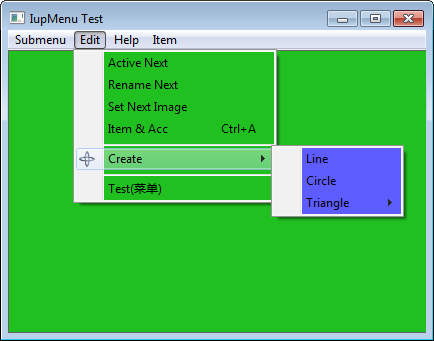 IupMenu Test
Submenu Edit Help Item
Active Next
Rename Next
Set Next Image
Item & Acc Ctrl+A
Create
Line
Circle
Triangle
Test(菜单)